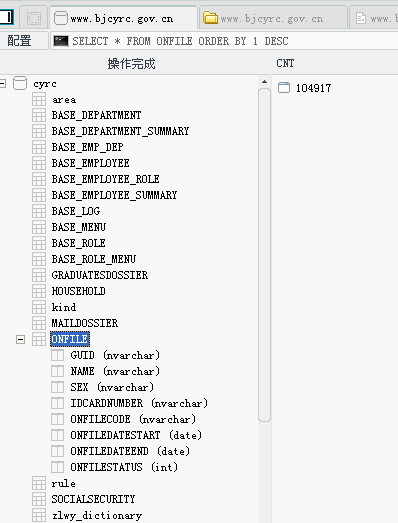 www.bjcyrc.gov.cn
www.bjcyrc.gov.cn
www.b
配置
SELECT * FROM ONFILE ORDER BY 1 DESC
操作完成
CNT
cyrc
104917
area
BASE_DEPARTMENT
BASE_DEPARTMENT_SUMMARY
BASE_EMP_DEP
BASE_EMPLOYEE
BASE_EMPLOYEE_ROLE
BASE_EMPLOYEE_SUMMARY
BASE_LOG
BASE_MENU
BASE_ROLE
BASE_ROLE_MENU
GRADUATESDOSSIER
HOUSEHOLD
kind
MAILDOSSIER
ONFILE
GUID (nvarchar)
NAME (nvarchar)
SEX (nvarchar)
IDCARDNUMBER (nvarchar)
ONFILECODE (nvarchar)
ONFILEDATESTART (date)
ONFILEDATEEND (date)
ONFILESTATUS (int)
rule
SOCIALSECURITY
zlwy_dictionary